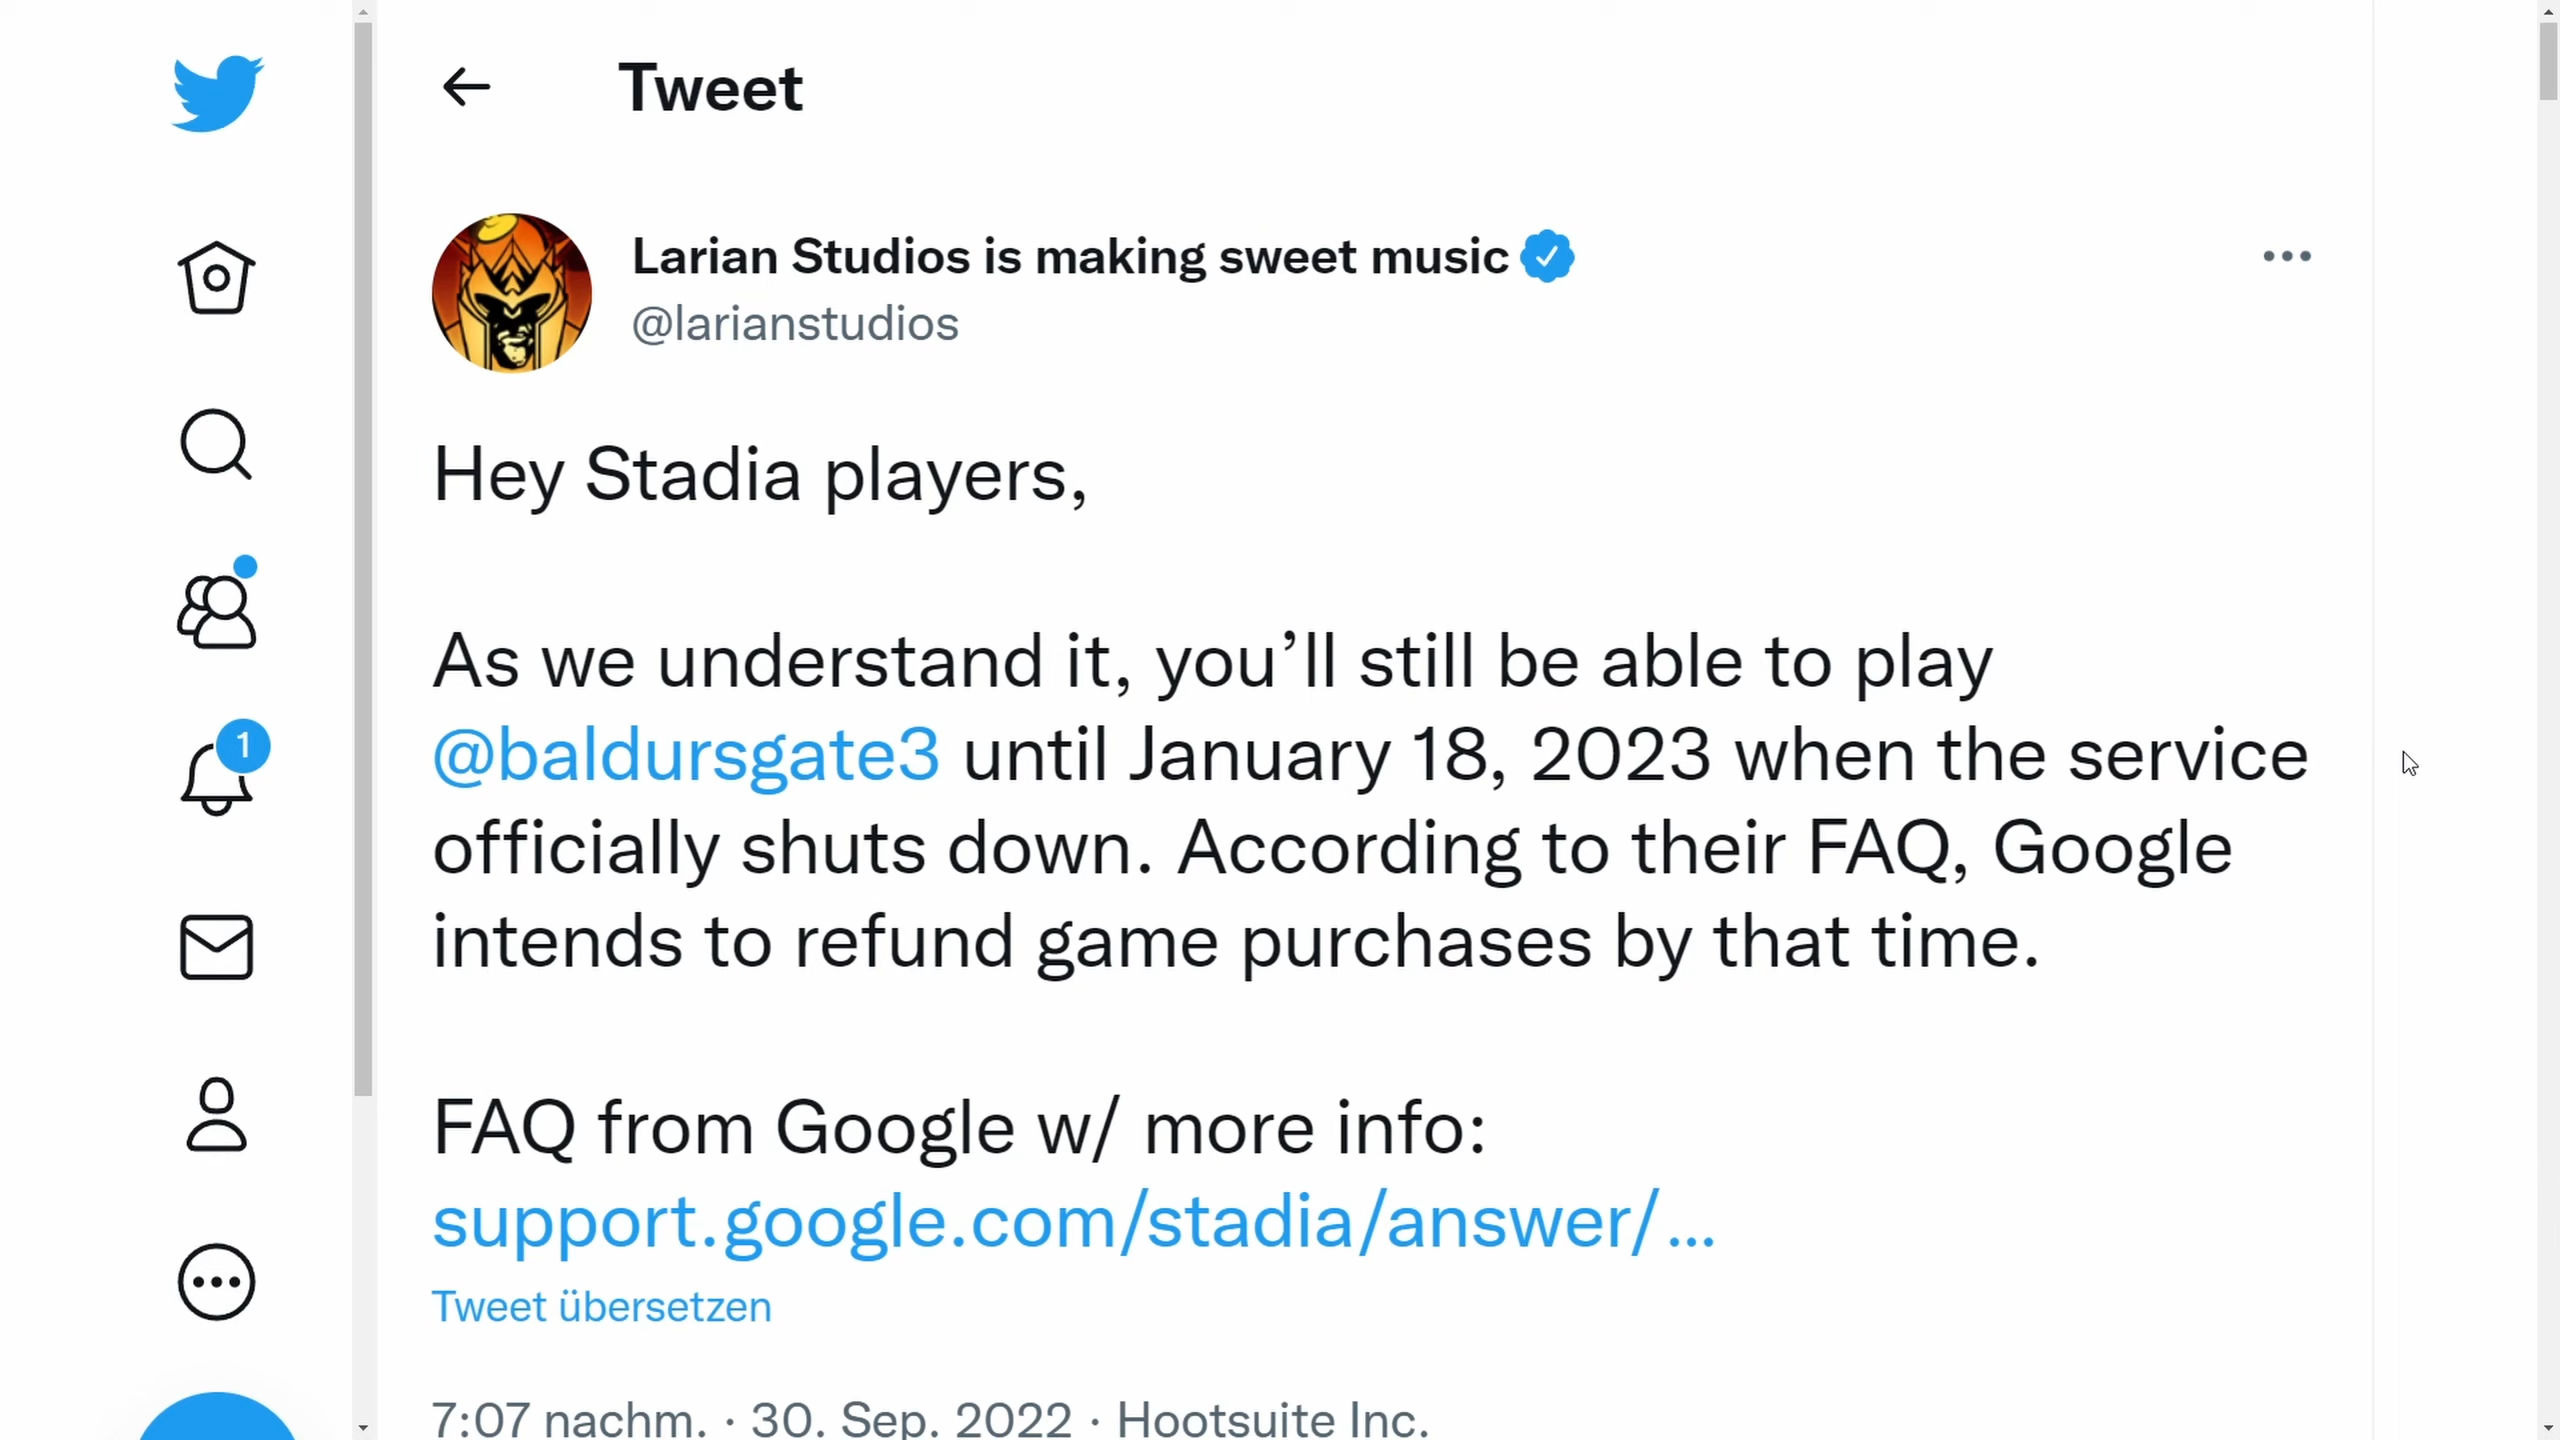 Tweet
Larian Studios is making sweet music
@larianstudios
Hey Stadia players,
As we understand it, you’ll still be able to play
@baldursgate3 until January 18, 2023 when the service
officially shuts down. According to their FAQ, Google
intends to refund game purchases by that time.
FAQ from Google w/ more info:
support.google.com/stadia/answer/…
Tweet übersetzen
7:07 nachm. · 30. Sep. 2022 · Hootsuite Inc.
1